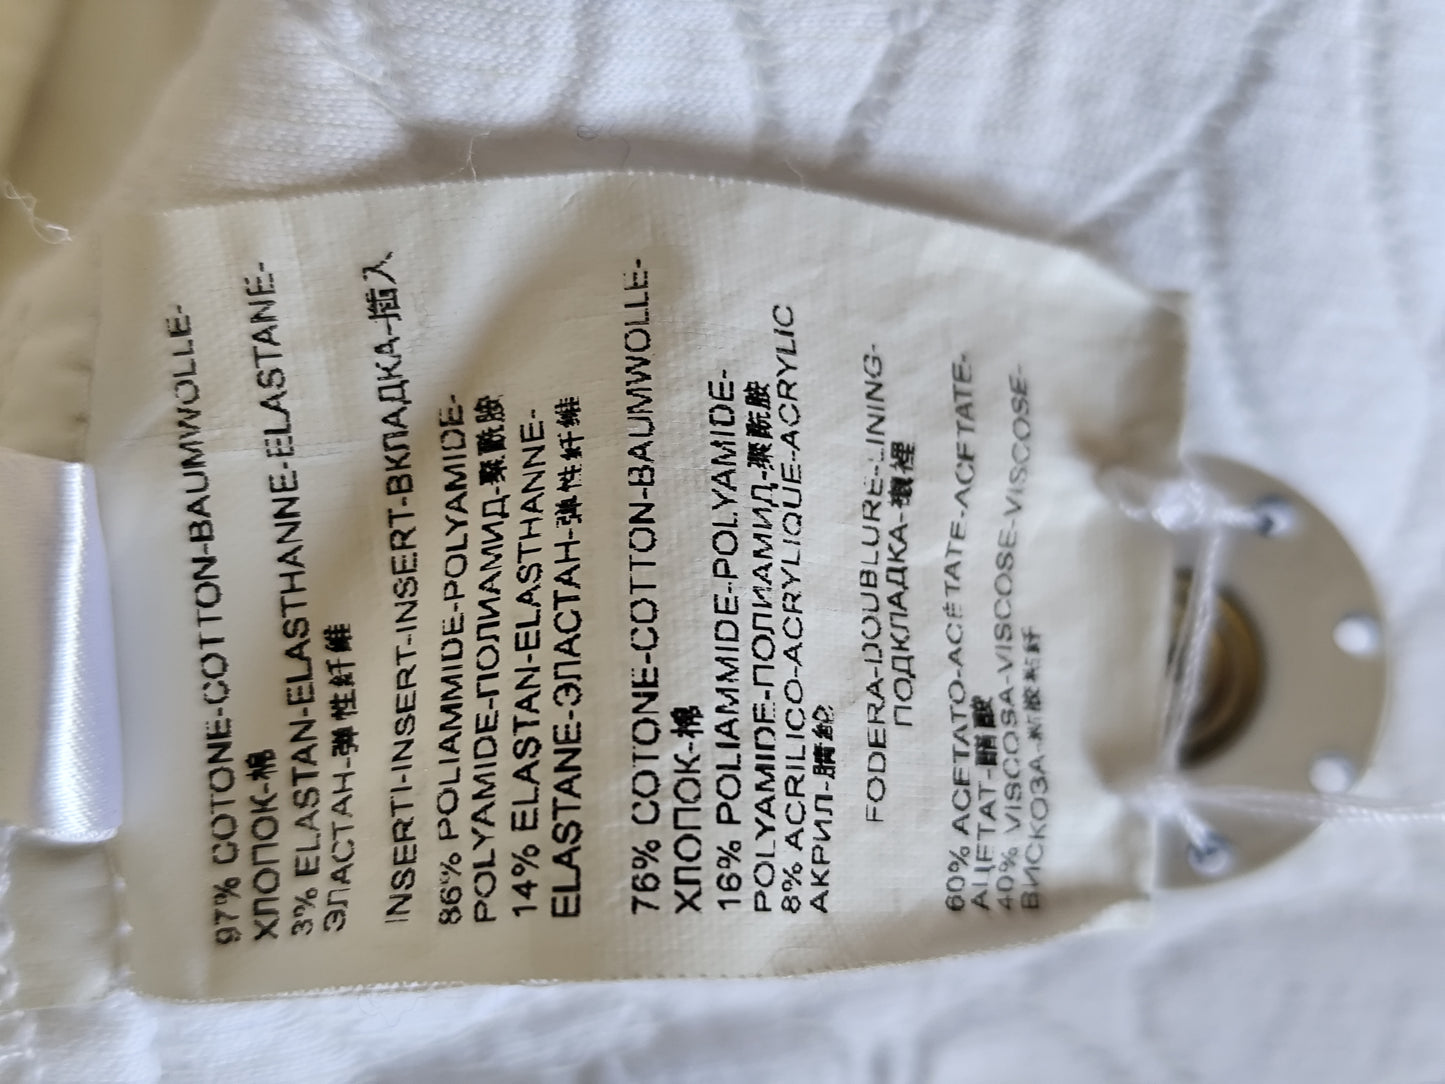 97% COTONE-COTTON-BAUMWOLLE-
ХЛОПОК-棉
3% ELASTAN-ELASTHANNE-ELASTANE-
ЭЛАСТАН-弹性纤维
INSERTI-INSERT-INSERT-ВКЛАДКА-插入
86% POLIAMMIDE-POLYAMIDE-
POLYAMIDE-ПОЛИАМИД-聚酰胺
14% ELASTAN-ELASTHANNE-
ELASTANE-ЭЛАСТАН-弹性纤维
76% COTONE-COTTON-BAUMWOLLE-
ХЛОПОК-棉
16% POLIAMMIDE-POLYAMIDE-
POLYAMIDE-ПОЛИАМИД-聚酰胺
8% ACRILICO-ACRYLIQUE-ACRYLIC
АКРИЛ-腈纶
FODERA-DOUBLURE-LINING-
ПОДКЛАДКА-襯裡
60% ACETATO-ACÉTATE-ACETATE-
АЦЕТАТ-醋酸
40% VISCOSA-VISCOSE-VISCOSE-
ВИСКОЗА-粘胶纤